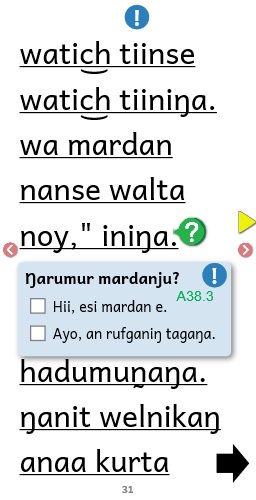 watich tiinse
watich tiiniŋa.
wa mardan
nanse walta
noy," iniŋa.
Ŋarumur mardanju?
A38.3
Hii, esi mardan e.
Ayo, an rufganiŋ tagaŋa.
hadumuŋaŋa.
ŋanit welnikaŋ
anaa kurta
31